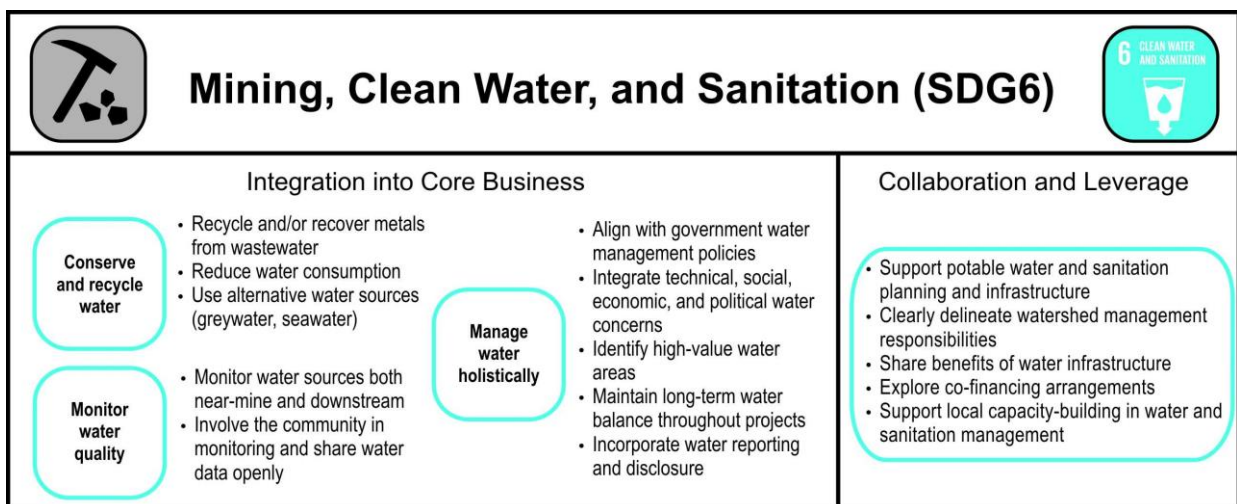 Mining, Clean Water, and Sanitation (SDG6)
6 CLEAN WATER
AND SANITATION
Integration into Core Business
Conserve
and recycle
water
• Recycle and/or recover metals
from wastewater
• Reduce water consumption
• Use alternative water sources
(greywater, seawater)
Monitor
water
quality
• Monitor water sources both
near-mine and downstream
• Involve the community in
monitoring and share water
data openly
Manage
water
holistically
• Align with government water
management policies
• Integrate technical, social,
economic, and political water
concerns
• Identify high-value water
areas
• Maintain long-term water
balance throughout projects
• Incorporate water reporting
and disclosure
Collaboration and Leverage
• Support potable water and sanitation
planning and infrastructure
• Clearly delineate watershed management
responsibilities
• Share benefits of water infrastructure
• Explore co-financing arrangements
• Support local capacity-building in water and
sanitation management